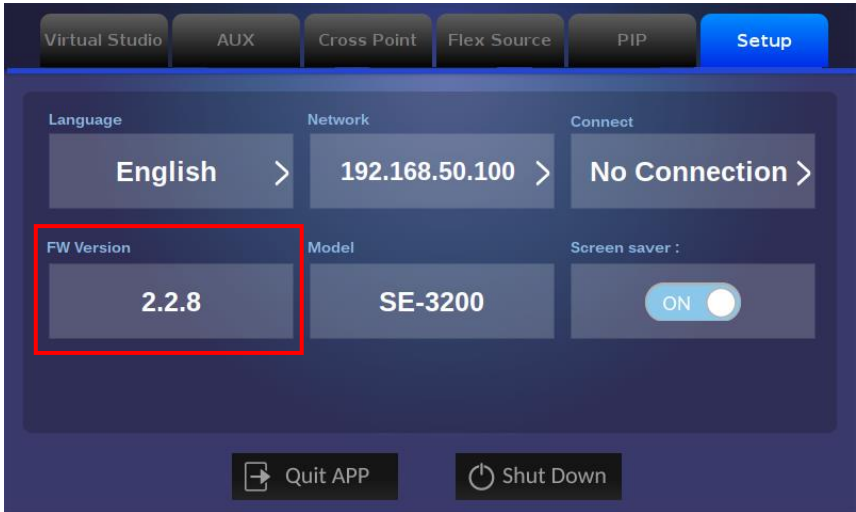 Virtual Studio AUX Cross Point Flex Source PIP Setup
Language Network Connect
English 192.168.50.100 No Connection
FW Version Model Screen saver :
2.2.8 SE-3200 ON
Quit APP Shut Down